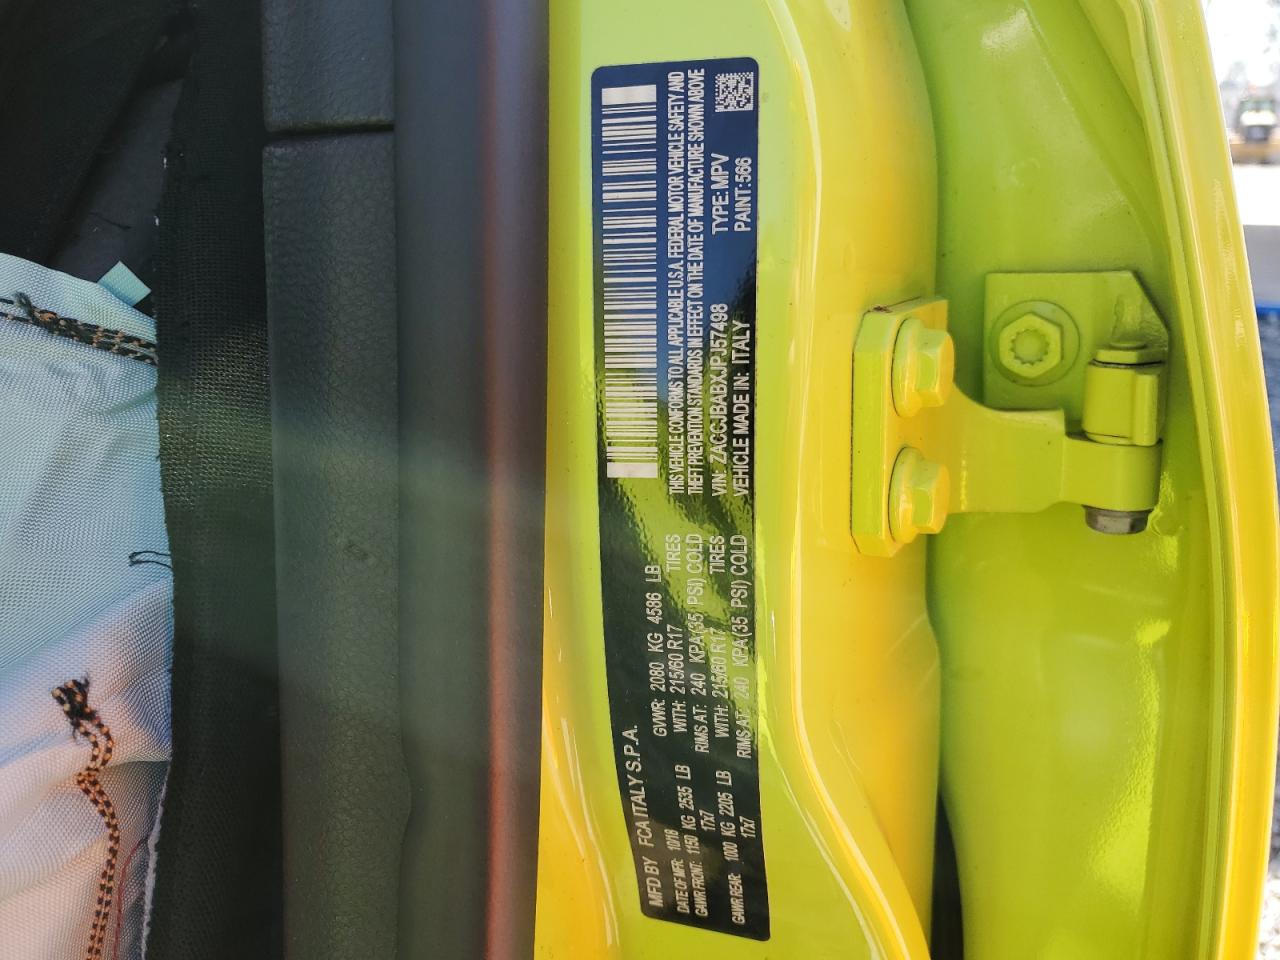 MFD BY FCA ITALY S.P.A.
DATE OF MFR: 10/18 GVWR: 2080 KG 4586 LB
GAWR FRONT: 1150 KG 2535 LB WITH: 215/60 R17 TIRES
17x7 RIMS AT: 240 KPA(35 PSI) COLD
GAWR REAR: 1000 KG 2205 LB WITH: 215/60 R17 TIRES
17x7 RIMS AT: 240 KPA(35 PSI) COLD
THIS VEHICLE CONFORMS TO ALL APPLICABLE U.S.A. FEDERAL MOTOR VEHICLE SAFETY AND
THEFT PREVENTION STANDARDS IN EFFECT ON THE DATE OF MANUFACTURE SHOWN ABOVE
VIN: ZACCJBABXJPJ57498 TYPE: MPV
VEHICLE MADE IN: ITALY PAINT:566